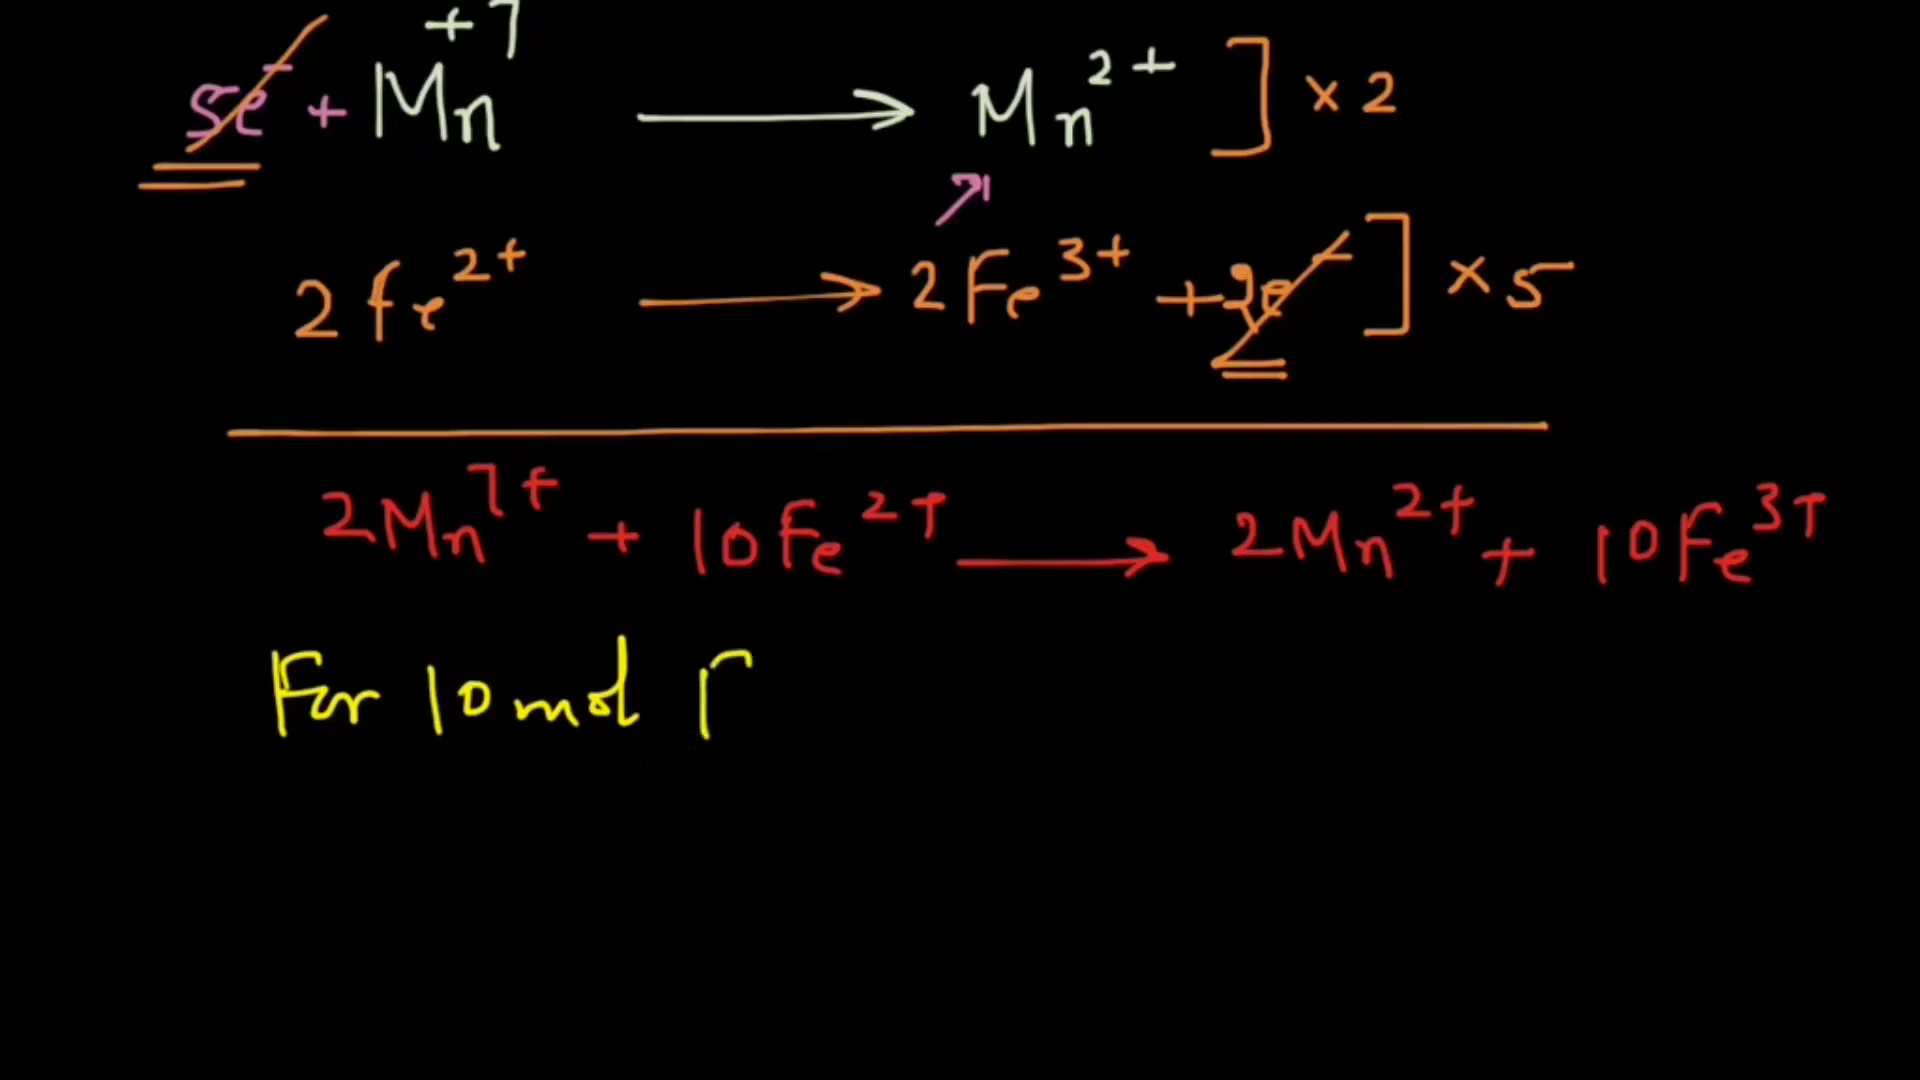 5e⁻ + Mn⁺⁷ ⟶ Mn²⁺ ] × 2
2fe²⁺ ⟶ 2Fe³⁺ + 2e⁻ ] × 5
2Mn⁷⁺ + 10Fe²⁺ ⟶ 2Mn²⁺ + 10Fe³⁺
For 10 mol